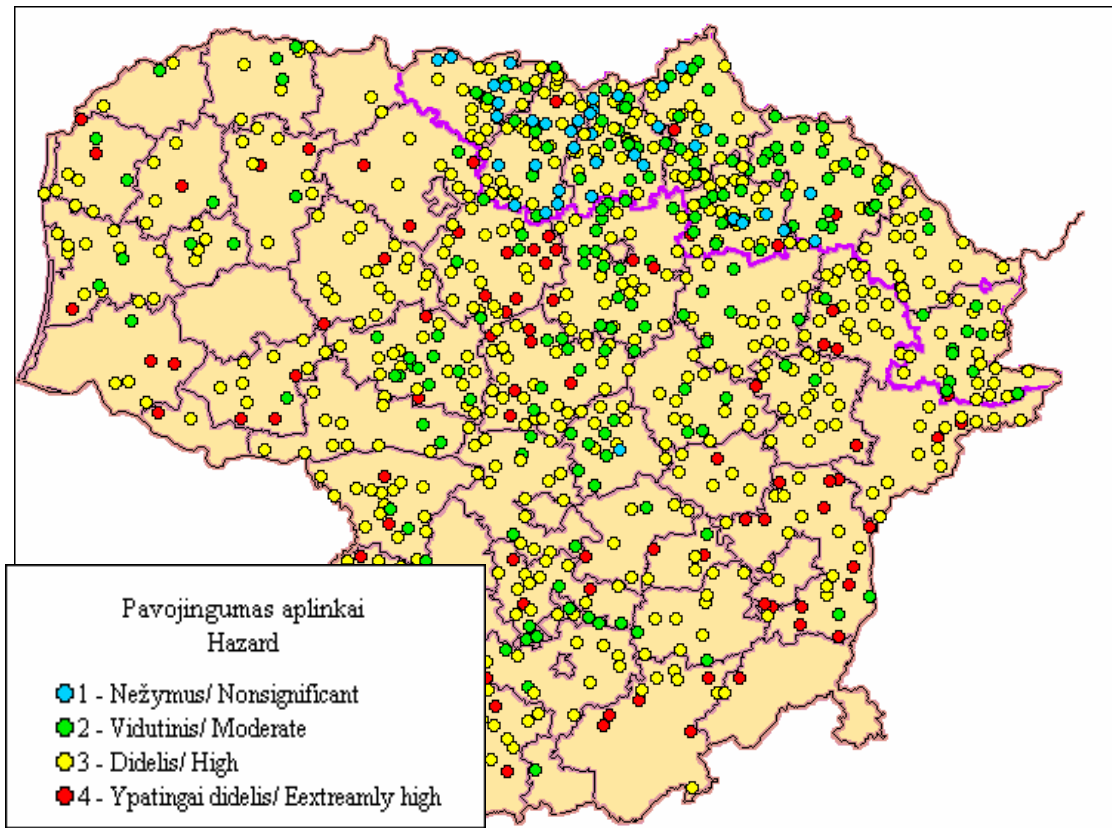 Pavojingumas aplinkai
Hazard
1 - Nežymus/ Nonsignificant
2 - Vidutinis/ Moderate
3 - Didelis/ High
4 - Ypatingai didelis/ Eextreamly high